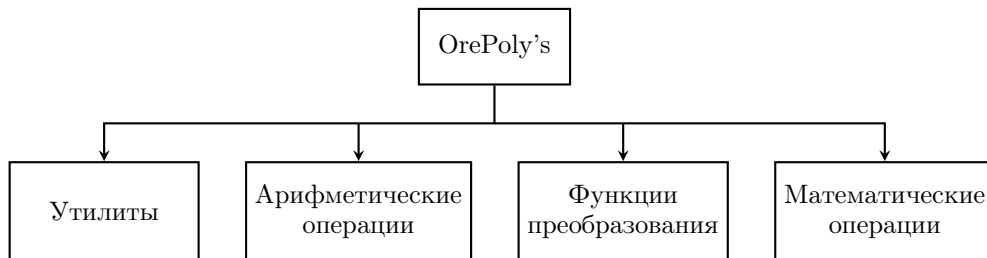 OrePoly's
Утилиты
Арифметические
операции
Функции
преобразования
Математические
операции